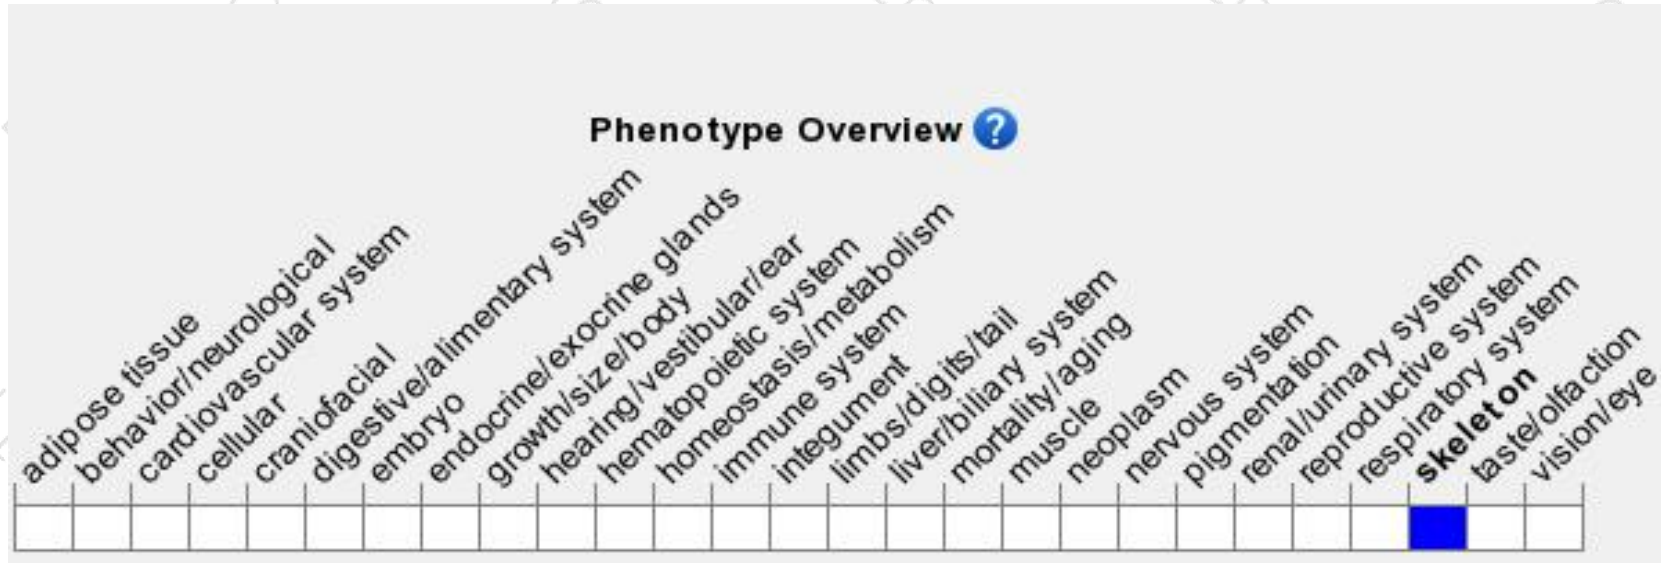 Phenotype Overview ?
adipose tissue
behavior/neurological
cardiovascular system
cellular
craniofacial
digestive/alimentary system
embryo
endocrine/exocrine glands
growth/size/body
hearing/vestibular/ear
hematopoietic system
homeostasis/metabolism
immune system
integument
limbs/digits/tail
liver/biliary system
mortality/aging
muscle
neoplasm
nervous system
pigmentation
renal/urinary system
reproductive system
respiratory system
skeleton
taste/olfaction
vision/eye